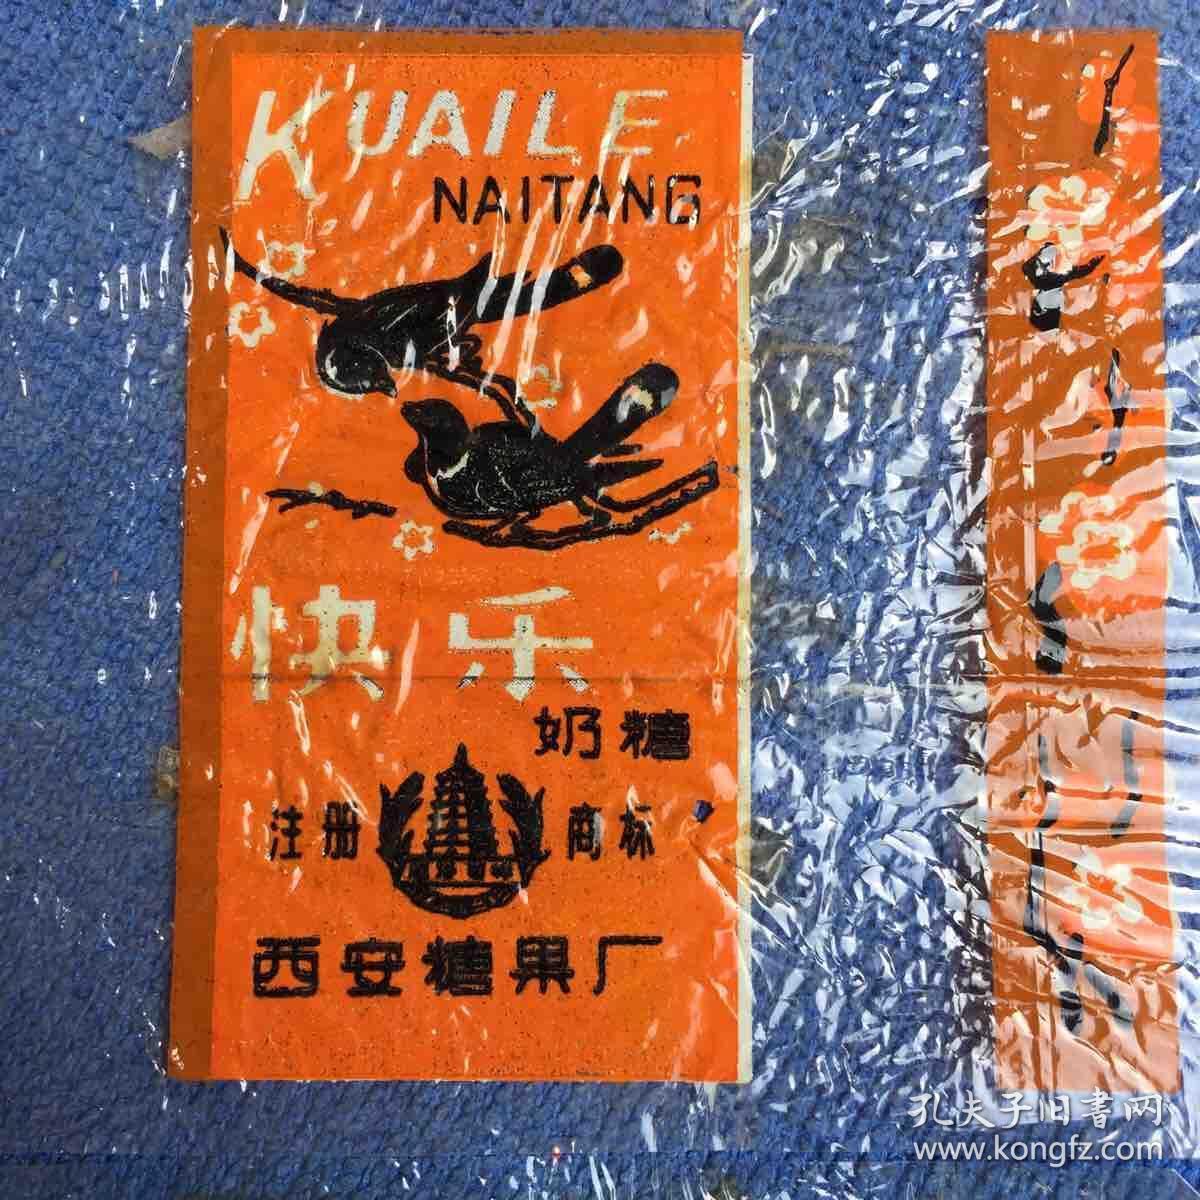 KUAILE
NAITANG
快乐
奶糖
注册 商标
西安糖果厂
孔夫子旧書网
www.kongfz.com